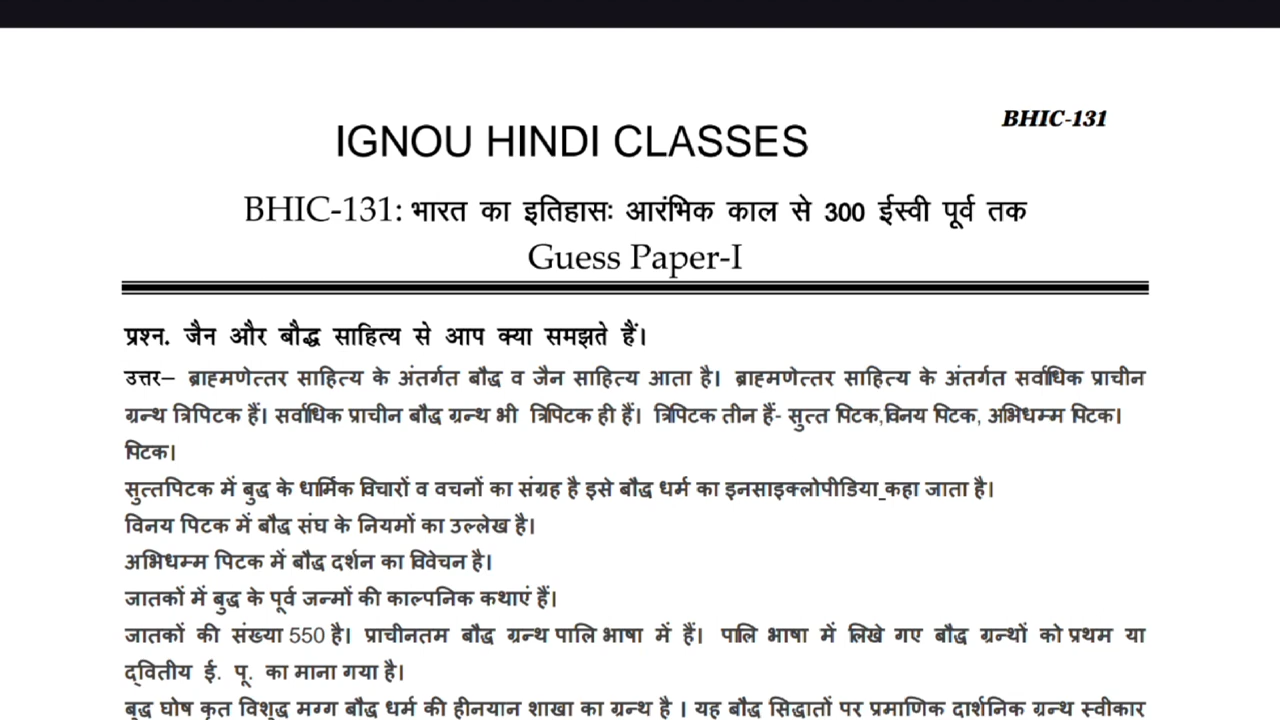 BHIC-131
IGNOU HINDI CLASSES
BHIC-131: भारत का इतिहासः आरंभिक काल से 300 ईस्वी पूर्व तक
Guess Paper-I
प्रश्न. जैन और बौद्ध साहित्य से आप क्या समझते हैं।
उत्तर– ब्राह्मणेत्तर साहित्य के अंतर्गत बौद्ध व जैन साहित्य आता है। ब्राह्मणेत्तर साहित्य के अंतर्गत सर्वाधिक प्राचीन
ग्रन्थ त्रिपिटक हैं। सर्वाधिक प्राचीन बौद्ध ग्रन्थ भी त्रिपिटक ही हैं। त्रिपिटक तीन हैं- सुत्त पिटक,विनय पिटक, अभिधम्म पिटक।
पिटक।
सुत्तपिटक में बुद्ध के धार्मिक विचारों व वचनों का संग्रह है इसे बौद्ध धर्म का इनसाइक्लोपीडिया_कहा जाता है।
विनय पिटक में बौद्ध संघ के नियमों का उल्लेख है।
अभिधम्म पिटक में बौद्ध दर्शन का विवेचन है।
जातकों में बुद्ध के पूर्व जन्मों की काल्पनिक कथाएं हैं।
जातकों की संख्या 550 है। प्राचीनतम बौद्ध ग्रन्थ पालि भाषा में हैं। पालि भाषा में लिखे गए बौद्ध ग्रन्थों को प्रथम या
द्वितीय ई. पू. का माना गया है।
बुद्ध घोष कृत विशुद्ध मग्ग बौद्ध धर्म की हीनयान शाखा का ग्रन्थ है । यह बौद्ध सिद्धातों पर प्रमाणिक दार्शनिक ग्रन्थ स्वीकार